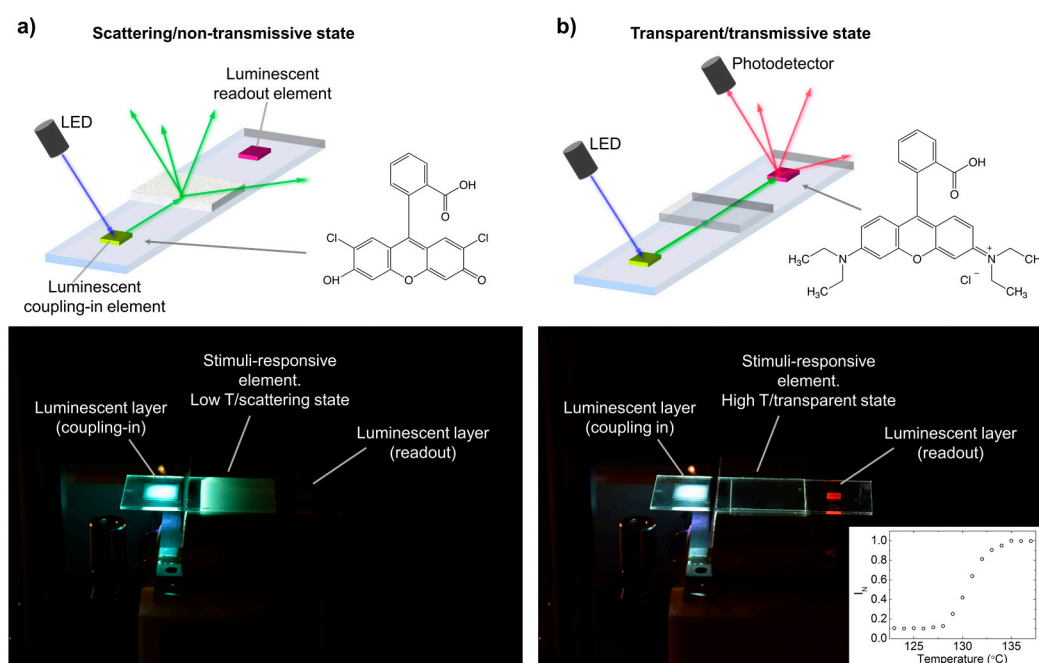 a)
Scattering/non-transmissive state
Luminescent
readout element
LED
Luminescent
coupling-in element
OH
O
Cl
Cl
OH
O
O
Stimuli-responsive
element.
Low T/scattering state
Luminescent layer
(coupling-in)
Luminescent layer
(readout)
b)
Transparent/transmissive state
Photodetector
LED
OH
O
H₃C
N
O
N
+
CH₃
Cl
−
H₃C
CH₃
Stimuli-responsive
element.
High T/transparent state
Luminescent layer
(coupling in)
Luminescent layer
(readout)
1.0
0.8
0.6
0.4
0.2
0.0
I_N
125
130
135
Temperature (°C)